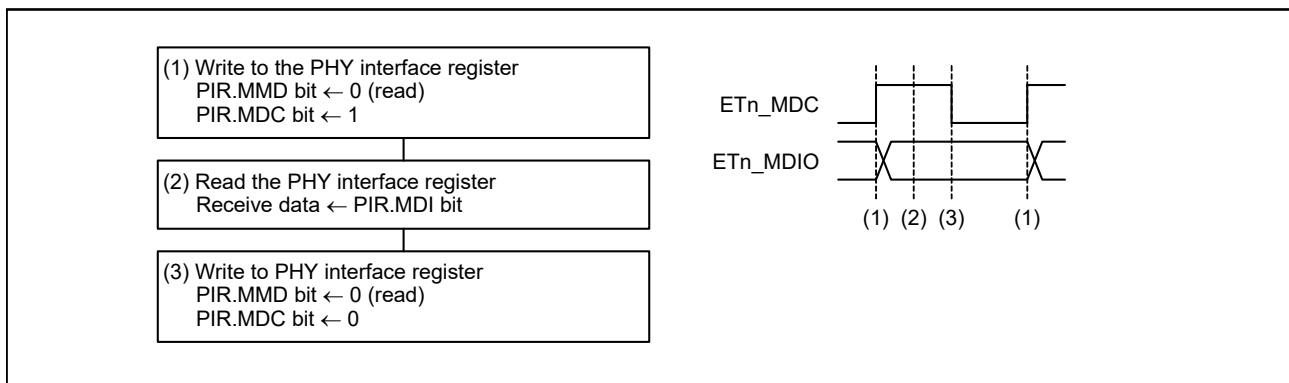 (1) Write to the PHY interface register
PIR.MMD bit ← 0 (read)
PIR.MDC bit ← 1
(2) Read the PHY interface register
Receive data ← PIR.MDI bit
(3) Write to PHY interface register
PIR.MMD bit ← 0 (read)
PIR.MDC bit ← 0
ETn_MDC
ETn_MDIO
(1) (2) (3) (1)